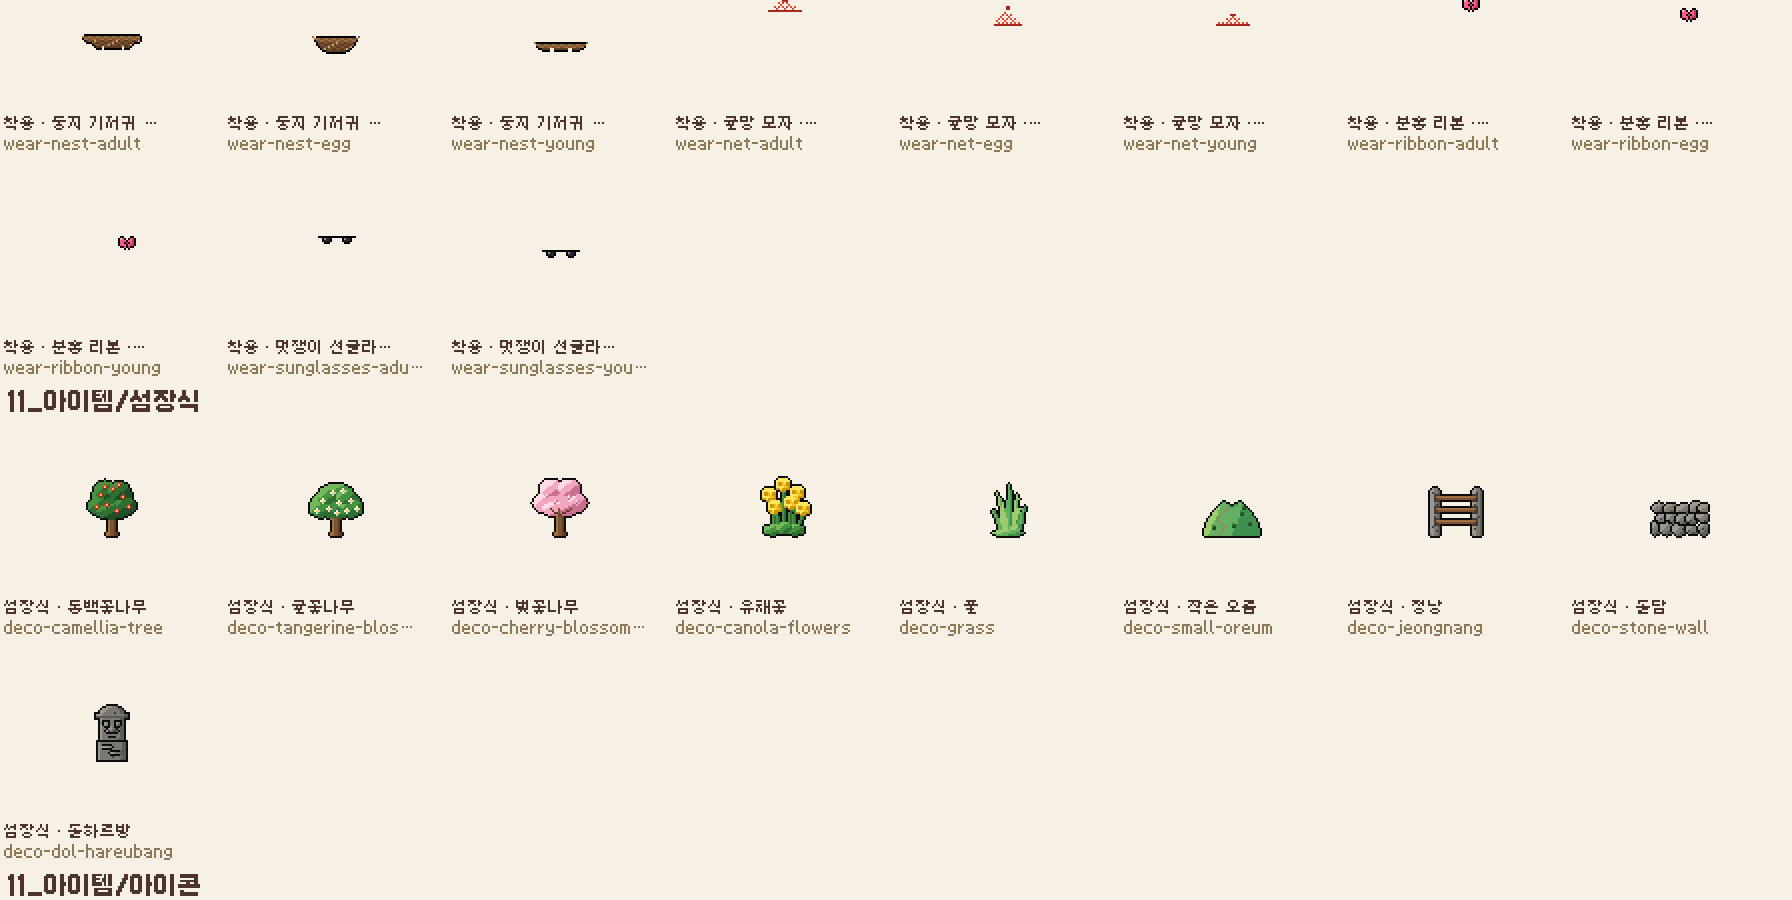 착용 · 둥지 기저귀 …
wear-nest-adult
착용 · 둥지 기저귀 …
wear-nest-egg
착용 · 둥지 기저귀 …
wear-nest-young
착용 · 귤망 모자 ·…
wear-net-adult
착용 · 귤망 모자 ·…
wear-net-egg
착용 · 귤망 모자 ·…
wear-net-young
착용 · 분홍 리본 ·…
wear-ribbon-adult
착용 · 분홍 리본 ·…
wear-ribbon-egg
착용 · 분홍 리본 ·…
wear-ribbon-young
착용 · 멋쟁이 선글라…
wear-sunglasses-adu…
착용 · 멋쟁이 선글라…
wear-sunglasses-you…
11_아이템/섬장식
섬장식 · 동백꽃나무
deco-camellia-tree
섬장식 · 귤꽃나무
deco-tangerine-blos…
섬장식 · 벚꽃나무
deco-cherry-blossom…
섬장식 · 유채꽃
deco-canola-flowers
섬장식 · 풀
deco-grass
섬장식 · 작은 오름
deco-small-oreum
섬장식 · 정낭
deco-jeongnang
섬장식 · 돌담
deco-stone-wall
섬장식 · 돌하르방
deco-dol-hareubang
11_아이템/아이콘